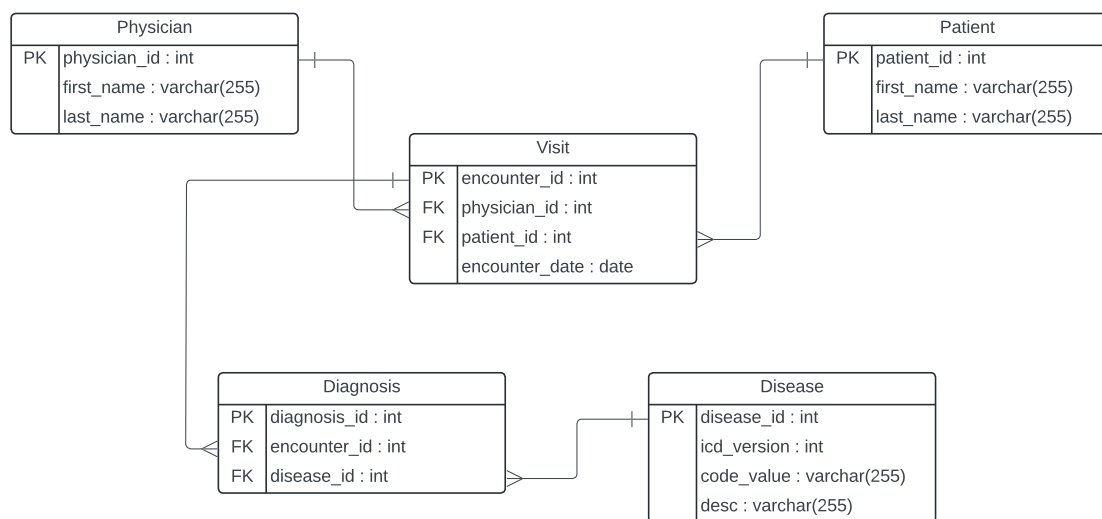 Physician
PK physician_id : int
first_name : varchar(255)
last_name : varchar(255)
Patient
PK patient_id : int
first_name : varchar(255)
last_name : varchar(255)
Visit
PK encounter_id : int
FK physician_id : int
FK patient_id : int
encounter_date : date
Diagnosis
PK diagnosis_id : int
FK encounter_id : int
FK disease_id : int
Disease
PK disease_id : int
icd_version : int
code_value : varchar(255)
desc : varchar(255)